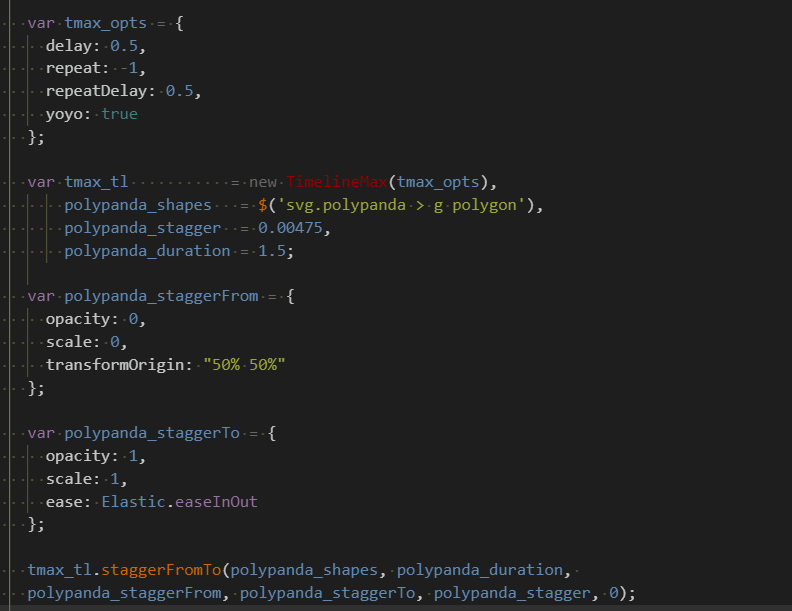 var tmax_opts = {
delay: 0.5,
repeat: -1,
repeatDelay: 0.5,
yoyo: true
};
var tmax_tl           = new TimelineMax(tmax_opts),
polypanda_shapes   = $('svg.polypanda > g polygon'),
polypanda_stagger  = 0.00475,
polypanda_duration = 1.5;
var polypanda_staggerFrom = {
opacity: 0,
scale: 0,
transformOrigin: "50% 50%"
};
var polypanda_staggerTo = {
opacity: 1,
scale: 1,
ease: Elastic.easeInOut
};
tmax_tl.staggerFromTo(polypanda_shapes, polypanda_duration,
polypanda_staggerFrom, polypanda_staggerTo, polypanda_stagger, 0);